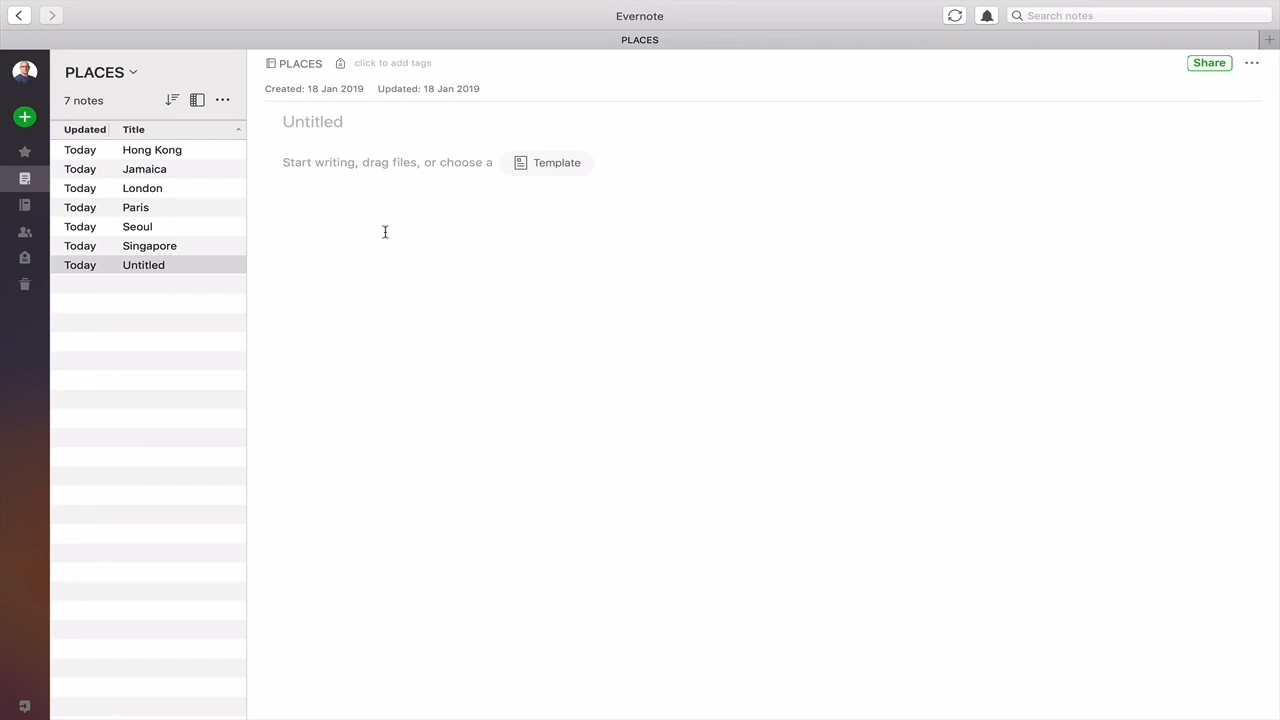 Evernote
Search notes
PLACES
PLACES
7 notes
Updated Title
Today Hong Kong
Today Jamaica
Today London
Today Paris
Today Seoul
Today Singapore
Today Untitled
PLACES click to add tags Share
Created: 18 Jan 2019 Updated: 18 Jan 2019
Untitled
Start writing, drag files, or choose a Template